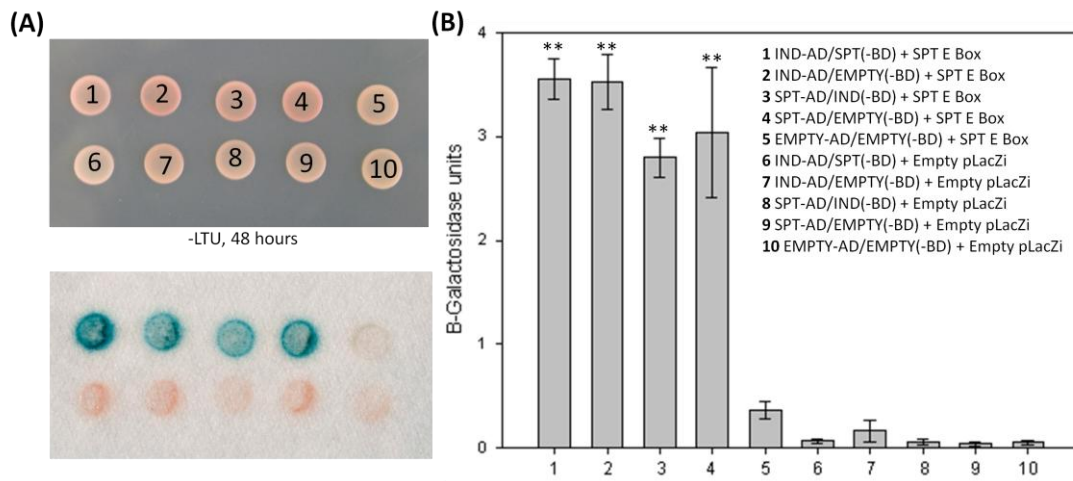 (A)
1 2 3 4 5
6 7 8 9 10
-LTU, 48 hours
(B)
B-Galactosidase units
4
3
2
1
0
** ** ** **
1 IND-AD/SPT(-BD) + SPT E Box
2 IND-AD/EMPTY(-BD) + SPT E Box
3 SPT-AD/IND(-BD) + SPT E Box
4 SPT-AD/EMPTY(-BD) + SPT E Box
5 EMPTY-AD/EMPTY(-BD) + SPT E Box
6 IND-AD/SPT(-BD) + Empty pLacZi
7 IND-AD/EMPTY(-BD) + Empty pLacZi
8 SPT-AD/IND(-BD) + Empty pLacZi
9 SPT-AD/EMPTY(-BD) + Empty pLacZi
10 EMPTY-AD/EMPTY(-BD) + Empty pLacZi
1 2 3 4 5 6 7 8 9 10